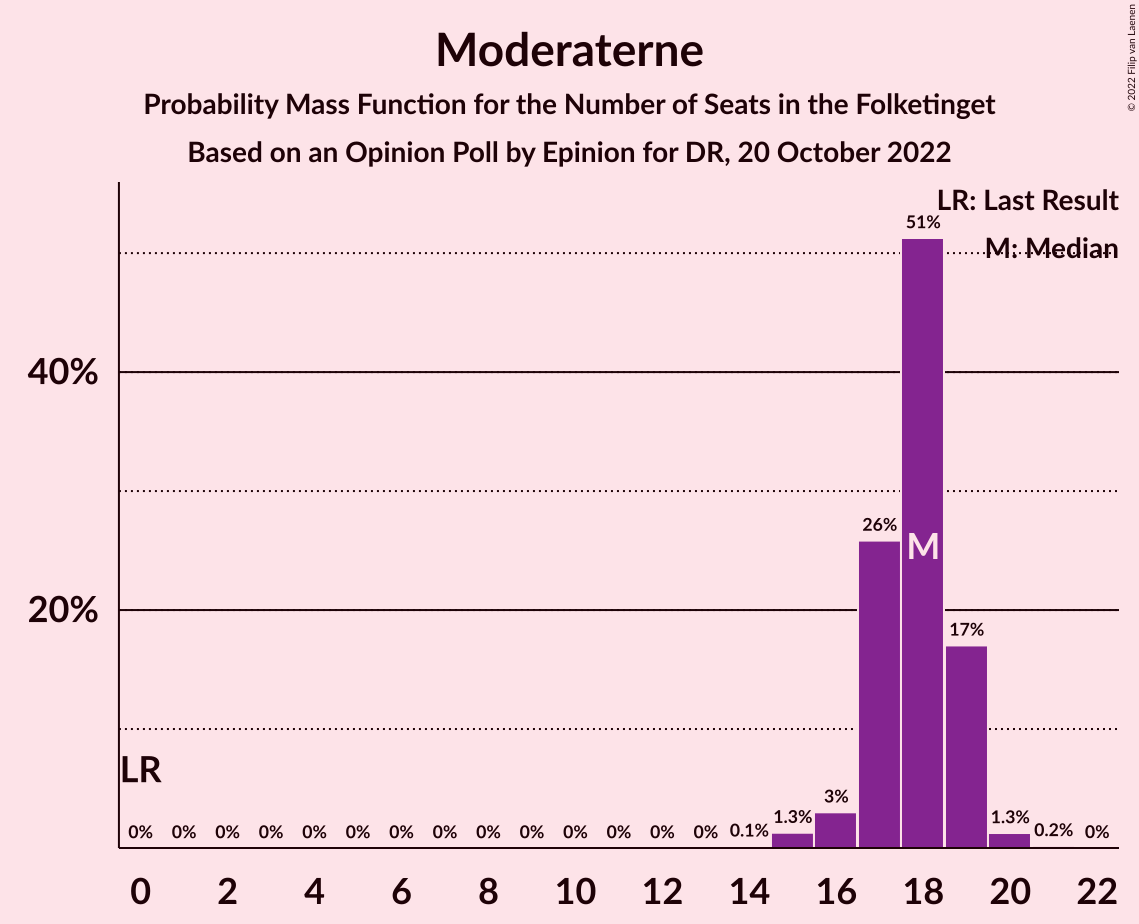 Moderaterne
Probability Mass Function for the Number of Seats in the Folketinget
Based on an Opinion Poll by Epinion for DR, 20 October 2022
© 2022 Filip van Laenen
LR: Last Result
M: Median
51%
40%
26%
M
20%
17%
LR
0% 0% 0% 0% 0% 0% 0% 0% 0% 0% 0% 0% 0% 0% 0.1% 1.3% 3% 1.3% 0.2% 0%
0 2 4 6 8 10 12 14 16 18 20 22